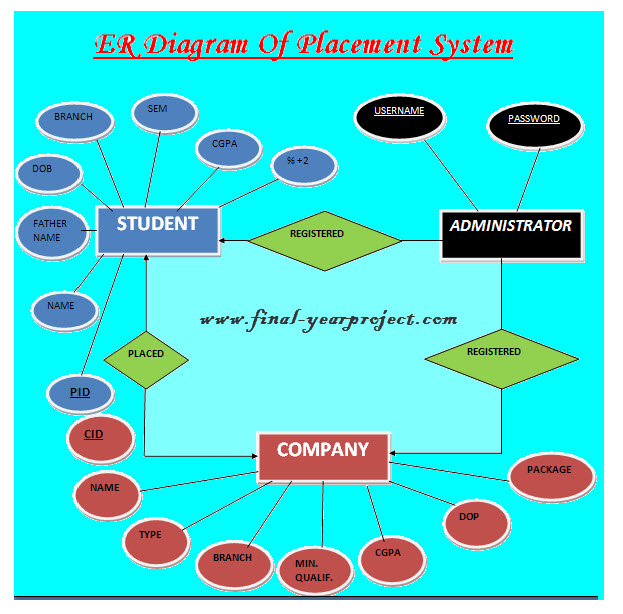 ER Diagram Of Placement System
BRANCH
SEM
CGPA
% +2
DOB
FATHER
NAME
NAME
PID
STUDENT
USERNAME
PASSWORD
ADMINISTRATOR
REGISTERED
www.final-yearproject.com
PLACED
REGISTERED
CID
COMPANY
NAME
TYPE
BRANCH
MIN.
QUALIF.
CGPA
DOP
PACKAGE